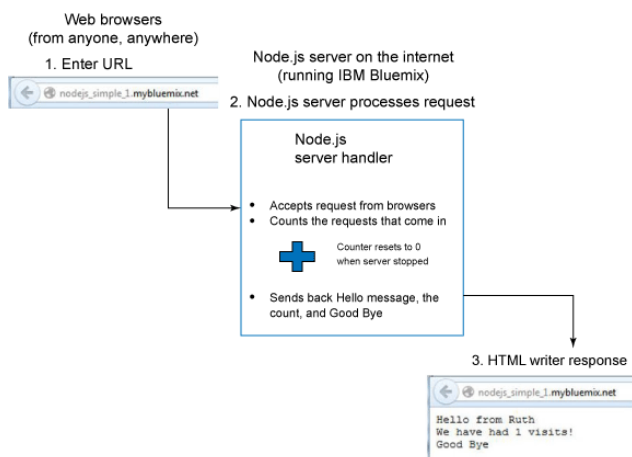 Web browsers
(from anyone, anywhere)
1. Enter URL
nodejs_simple_1.mybluemix.net
Node.js server on the internet
(running IBM Bluemix)
2. Node.js server processes request
Node.js
server handler
• Accepts request from browsers
• Counts the requests that come in
Counter resets to 0
when server stopped
• Sends back Hello message, the
count, and Good Bye
3. HTML writer response
nodejs_simple_1.mybluemix.net
Hello from Ruth
We have had 1 visits!
Good Bye